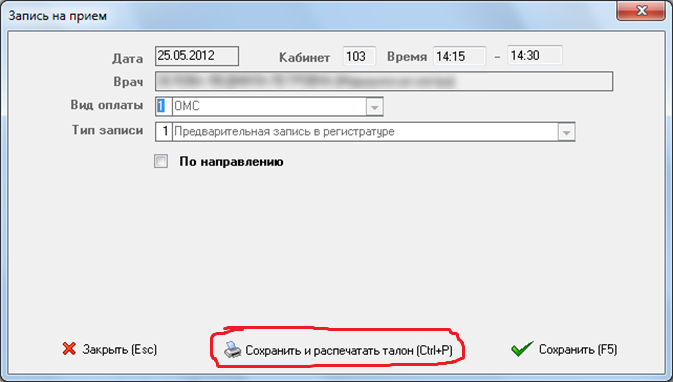 Запись на прием
Дата 25.05.2012 Кабинет 103 Время 14:15 - 14:30
Врач
Вид оплаты 1 ОМС
Тип записи 1 Предварительная запись в регистратуре
По направлению
Закрыть (Esc) Сохранить и распечатать талон (Ctrl+P) Сохранить (F5)